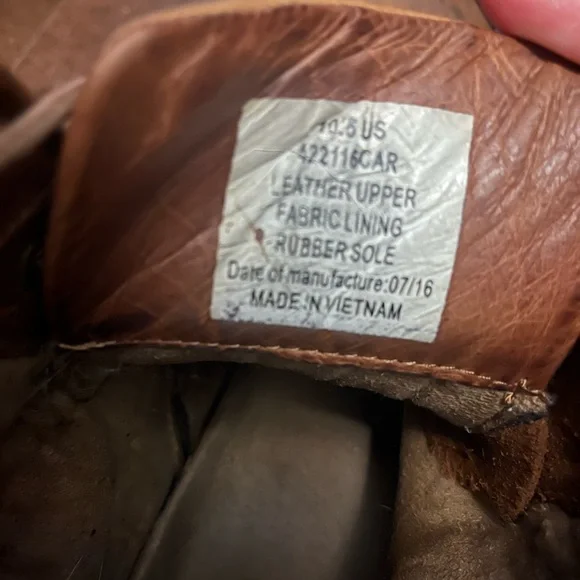 10.5 US
422116CAR
LEATHER UPPER
FABRIC LINING
RUBBER SOLE
Date of manufacture:07/16
MADE IN VIETNAM